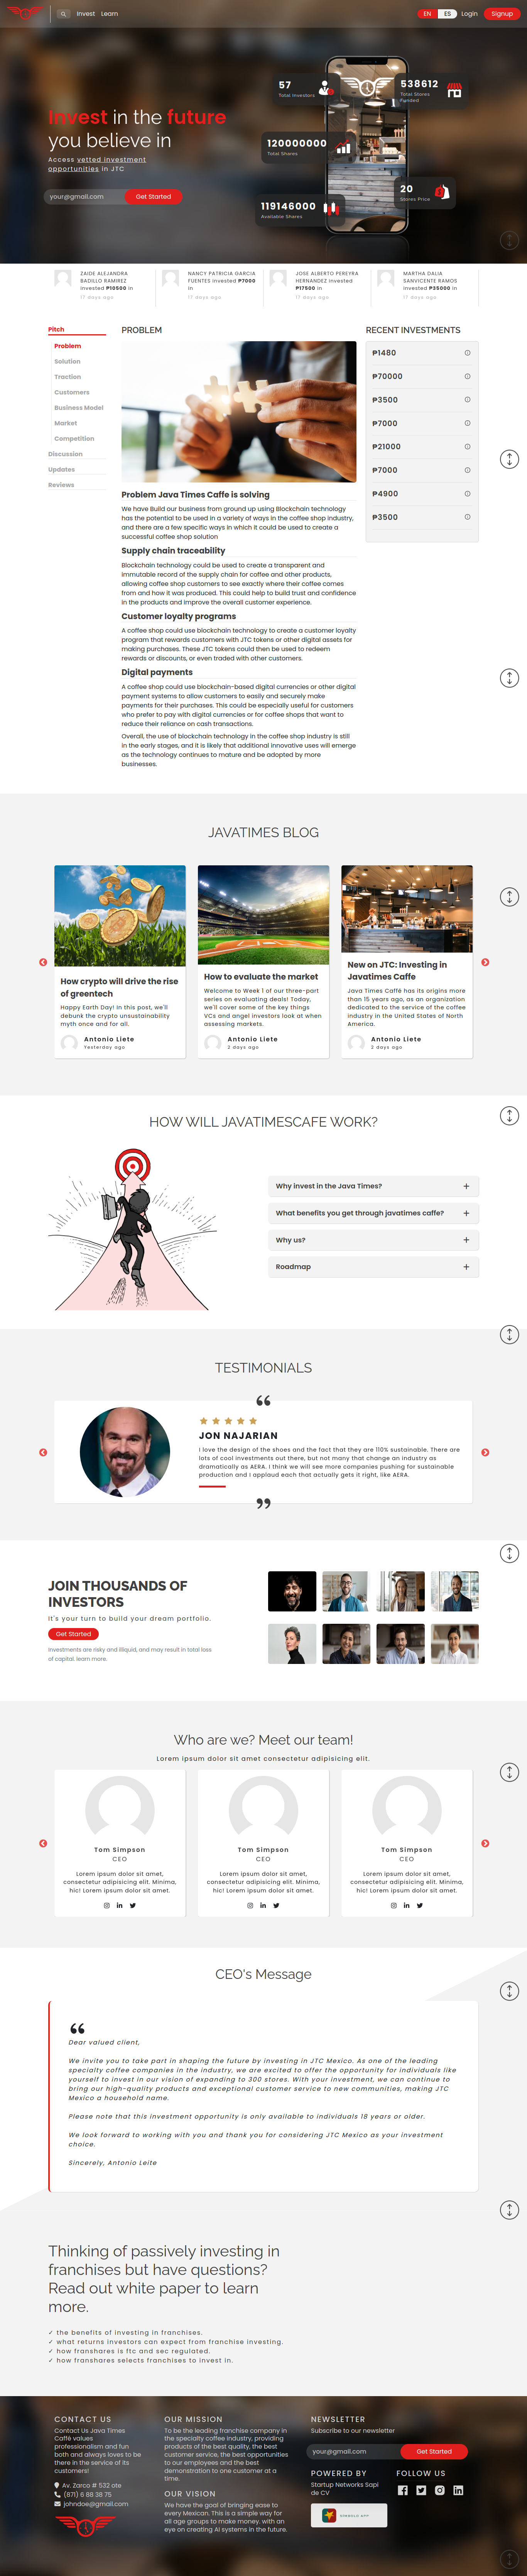 Invest Learn
EN ES Login Signup
Invest in the future
you believe in
Access vetted investment
opportunities in JTC
your@gmail.com Get Started
57
Total Investors
538612
Total Stores
Funded
120000000
Total Shares
20
Stores Price
119146000
Available Shares
ZAIDE ALEJANDRA
BADILLO RAMIREZ
invested ₱10500 in
17 days ago
NANCY PATRICIA GARCIA
FUENTES invested ₱7000
in
17 days ago
JOSE ALBERTO PEREYRA
HERNANDEZ invested
₱17500 in
17 days ago
MARTHA DALIA
SANVICENTE RAMOS
invested ₱35000 in
17 days ago
Pitch
Problem
Solution
Traction
Customers
Business Model
Market
Competition
Discussion
Updates
Reviews
PROBLEM
Problem Java Times Caffe is solving
We have Build our business from ground up using Blockchain technology
has the potential to be used in a variety of ways in the coffee shop industry,
and there are a few specific ways in which it could be used to create a
successful coffee shop solution
Supply chain traceability
Blockchain technology could be used to create a transparent and
immutable record of the supply chain for coffee and other products,
allowing coffee shop customers to see exactly where their coffee comes
from and how it was produced. This could help to build trust and confidence
in the products and improve the overall customer experience.
Customer loyalty programs
A coffee shop could use blockchain technology to create a customer loyalty
program that rewards customers with JTC tokens or other digital assets for
making purchases. These JTC tokens could then be used to redeem
rewards or discounts, or even traded with other customers.
Digital payments
A coffee shop could use blockchain-based digital currencies or other digital
payment systems to allow customers to easily and securely make
payments for their purchases. This could be especially useful for customers
who prefer to pay with digital currencies or for coffee shops that want to
reduce their reliance on cash transactions.
Overall, the use of blockchain technology in the coffee shop industry is still
in the early stages, and it is likely that additional innovative uses will emerge
as the technology continues to mature and be adopted by more
businesses.
RECENT INVESTMENTS
₱1480
₱70000
₱3500
₱7000
₱21000
₱7000
₱4900
₱3500
JAVATIMES BLOG
How crypto will drive the rise
of greentech
Happy Earth Day! In this post, we'll
debunk the crypto unsustainability
myth once and for all.
Antonio Liete
Yesterday ago
How to evaluate the market
Welcome to Week 1 of our three-part
series on evaluating deals! Today,
we'll cover some of the key things
VCs and angel investors look at when
assessing markets.
Antonio Liete
2 days ago
New on JTC: Investing in
Javatimes Caffe
Java Times Caffé has its origins more
than 15 years ago, as an organization
dedicated to the service of the coffee
industry in the United States of North
America.
Antonio Liete
2 days ago
HOW WILL JAVATIMESCAFE WORK?
Why invest in the Java Times?
What benefits you get through javatimes caffe?
Why us?
Roadmap
TESTIMONIALS
JON NAJARIAN
I love the design of the shoes and the fact that they are 110% sustainable. There are
lots of cool investments out there, but not many that change an industry as
dramatically as AERA. I think we will see more companies pushing for sustainable
production and I applaud each that actually gets it right, like AERA.
JOIN THOUSANDS OF
INVESTORS
It's your turn to build your dream portfolio.
Get Started
Investments are risky and illiquid, and may result in total loss
of capital. learn more.
Who are we? Meet our team!
Lorem ipsum dolor sit amet consectetur adipisicing elit.
Tom Simpson
CEO
Lorem ipsum dolor sit amet,
consectetur adipisicing elit. Minima,
hic! Lorem ipsum dolor sit amet.
Tom Simpson
CEO
Lorem ipsum dolor sit amet,
consectetur adipisicing elit. Minima,
hic! Lorem ipsum dolor sit amet.
Tom Simpson
CEO
Lorem ipsum dolor sit amet,
consectetur adipisicing elit. Minima,
hic! Lorem ipsum dolor sit amet.
CEO's Message
Dear valued client,
We invite you to take part in shaping the future by investing in JTC Mexico. As one of the leading
specialty coffee companies in the industry, we are excited to offer the opportunity for individuals like
yourself to invest in our vision of expanding to 300 stores. With your investment, we can continue to
bring our high-quality products and exceptional customer service to new communities, making JTC
Mexico a household name.
Please note that this investment opportunity is only available to individuals 18 years or older.
We look forward to working with you and thank you for considering JTC Mexico as your investment
choice.
Sincerely, Antonio Leite
Thinking of passively investing in
franchises but have questions?
Read out white paper to learn
more.
✓ the benefits of investing in franchises.
✓ what returns investors can expect from franchise investing.
✓ how franshares is ftc and sec regulated.
✓ how franshares selects franchises to invest in.
CONTACT US
Contact Us Java Times
Caffé values
professionalism and fun
both and always loves to be
there in the service of its
customers!
Av. Zarco # 532 ote
(871) 6 88 38 75
johndoe@gmail.com
OUR MISSION
To be the leading franchise company in
the specialty coffee industry, providing
products of the best quality, the best
customer service, the best opportunities
to our employees and the best
demonstration to one customer at a
time.
OUR VISION
We have the goal of bringing ease to
every Mexican. This is a simple way for
all age groups to make money. with an
eye on creating AI systems in the future.
NEWSLETTER
Subscribe to our newsletter
your@gmail.com Get Started
POWERED BY
Startup Networks Sapi
de CV
FOLLOW US